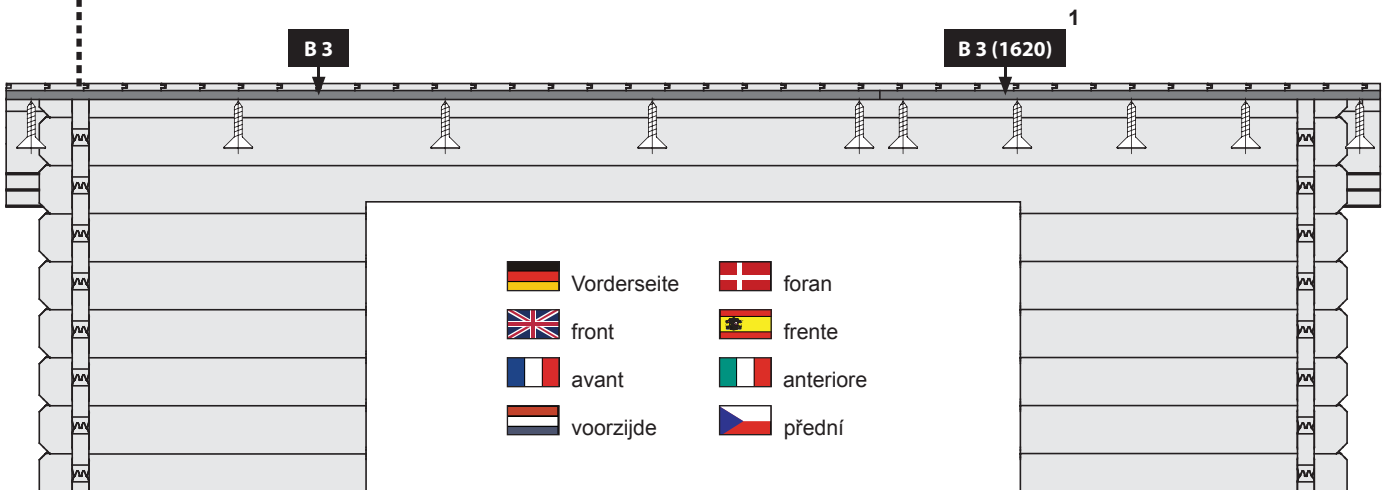 1
B 3
B 3 (1620)
Vorderseite
foran
front
frente
avant
anteriore
voorzijde
přední